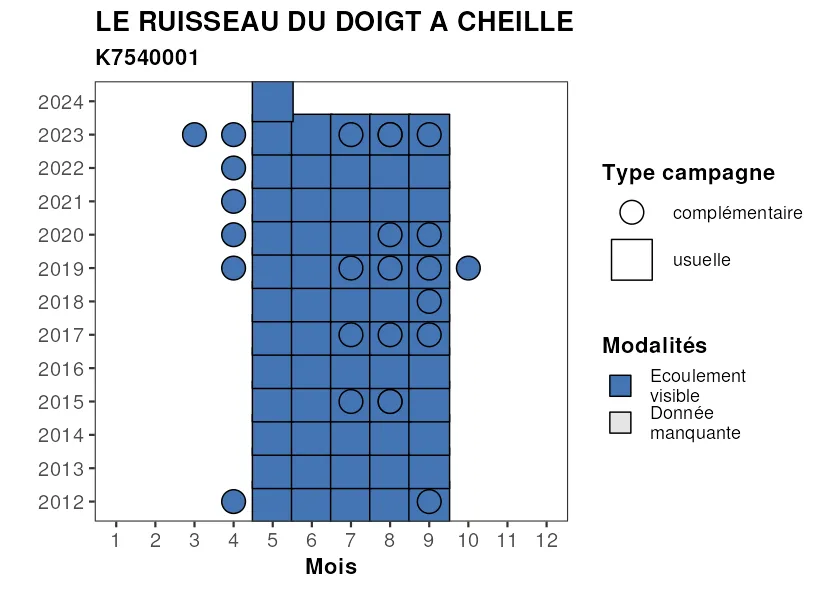 LE RUISSEAU DU DOIGT A CHEILLE
K7540001
2024
2023
2022
2021
2020
2019
2018
2017
2016
2015
2014
2013
2012
1 2 3 4 5 6 7 8 9 10 11 12
Mois
Type campagne
complémentaire
usuelle
Modalités
Ecoulement
visible
Donnée
manquante